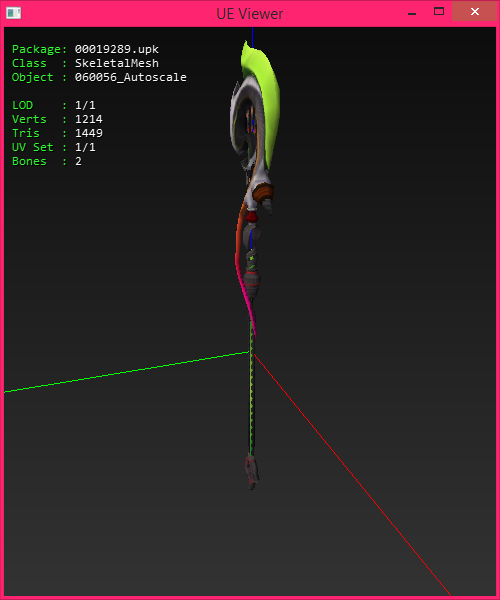 UE Viewer
Package: 00019289.upk
Class  : SkeletalMesh
Object : 060056_Autoscale
LOD    : 1/1
Verts  : 1214
Tris   : 1449
UV Set : 1/1
Bones  : 2